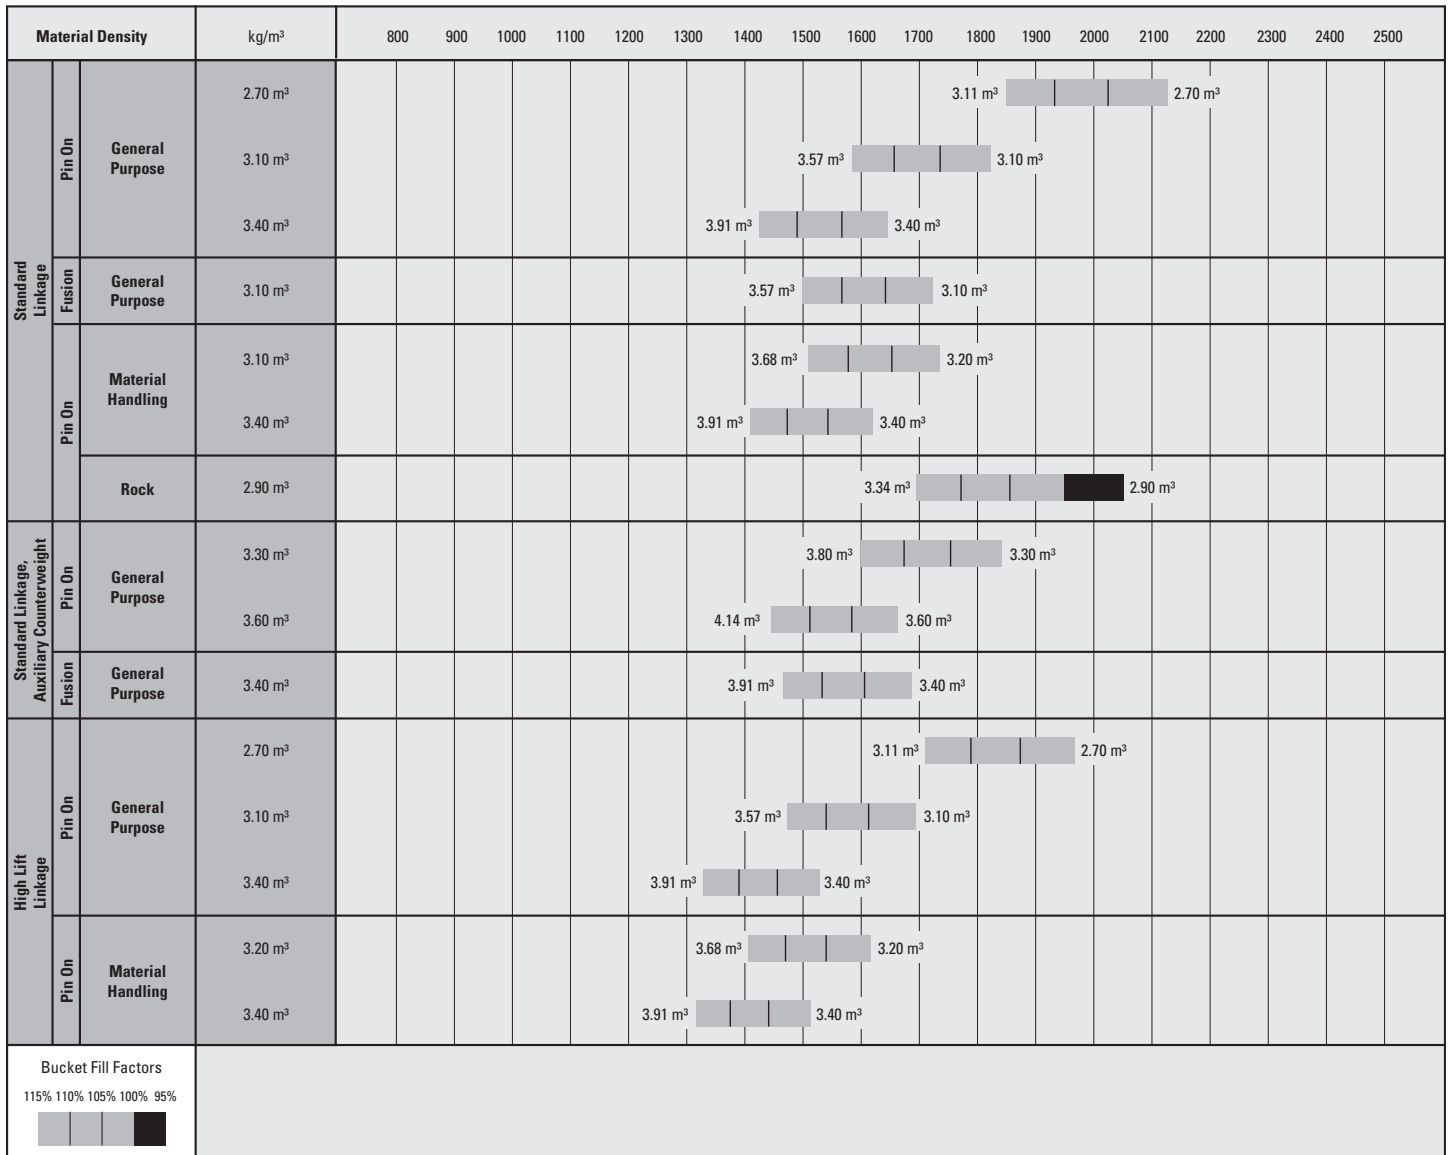 Material Density kg/m³ 800 900 1000 1100 1200 1300 1400 1500 1600 1700 1800 1900 2000 2100 2200 2300 2400 2500
Standard
Linkage
Pin On
General
Purpose
2.70 m³ 3.11 m³ 2.70 m³
3.10 m³ 3.57 m³ 3.10 m³
3.40 m³ 3.91 m³ 3.40 m³
Fusion
General
Purpose
3.10 m³ 3.57 m³ 3.10 m³
Pin On
Material
Handling
3.10 m³ 3.68 m³ 3.20 m³
3.40 m³ 3.91 m³ 3.40 m³
Rock 2.90 m³ 3.34 m³ 2.90 m³
Standard Linkage,
Auxiliary Counterweight
Pin On
General
Purpose
3.30 m³ 3.80 m³ 3.30 m³
3.60 m³ 4.14 m³ 3.60 m³
Fusion
General
Purpose
3.40 m³ 3.91 m³ 3.40 m³
High Lift
Linkage
Pin On
General
Purpose
2.70 m³ 3.11 m³ 2.70 m³
3.10 m³ 3.57 m³ 3.10 m³
3.40 m³ 3.91 m³ 3.40 m³
Pin On
Material
Handling
3.20 m³ 3.68 m³ 3.20 m³
3.40 m³ 3.91 m³ 3.40 m³
Bucket Fill Factors
115% 110% 105% 100% 95%